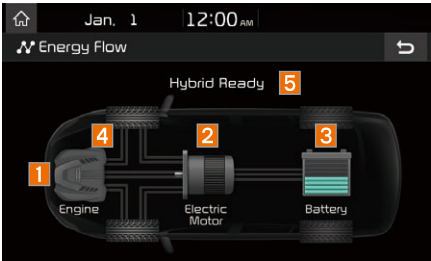 Jan. 1 12:00 AM
Energy Flow
Hybrid Ready 5
4 2 3
1
Engine Electric Motor Battery